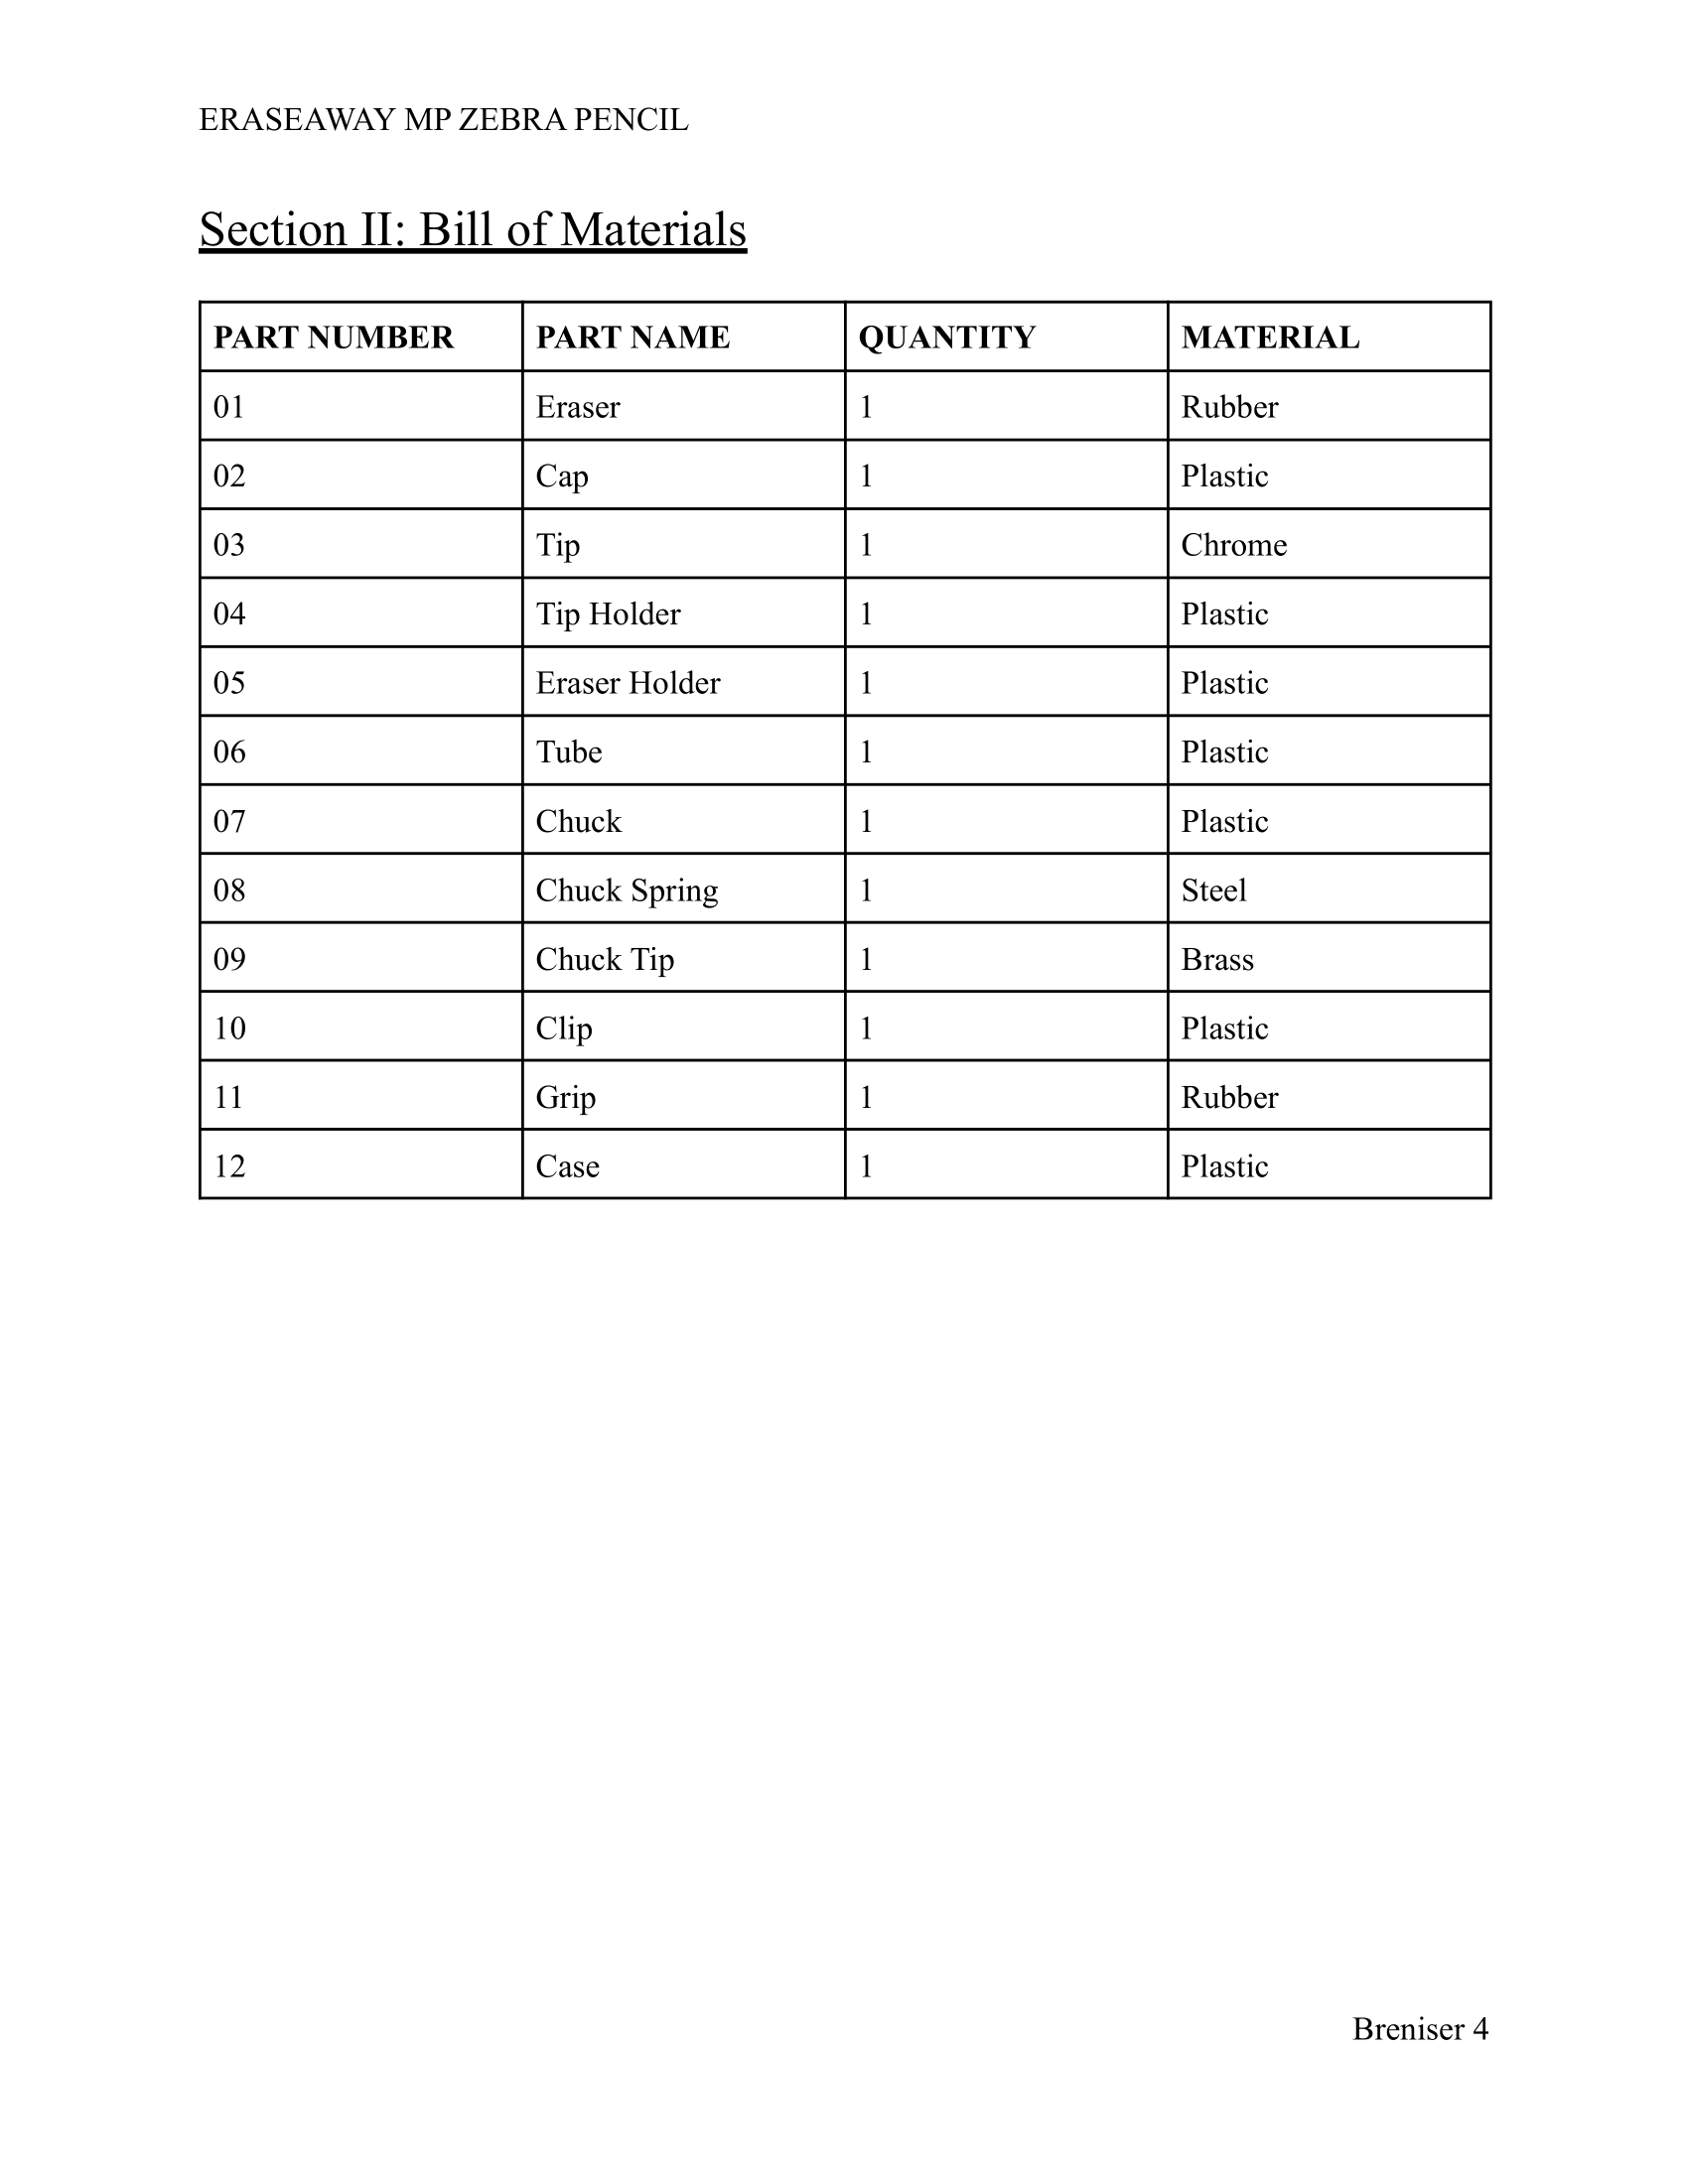 ERASEAWAY MP ZEBRA PENCIL
Section II: Bill of Materials
PART NUMBER PART NAME QUANTITY MATERIAL
01 Eraser 1 Rubber
02 Cap 1 Plastic
03 Tip 1 Chrome
04 Tip Holder 1 Plastic
05 Eraser Holder 1 Plastic
06 Tube 1 Plastic
07 Chuck 1 Plastic
08 Chuck Spring 1 Steel
09 Chuck Tip 1 Brass
10 Clip 1 Plastic
11 Grip 1 Rubber
12 Case 1 Plastic
Breniser 4